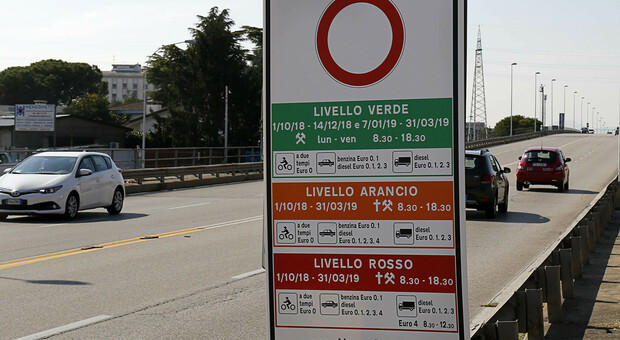 LIVELLO VERDE
1/10/18 - 14/12/18 e 7/01/19 - 31/03/19
lun - ven 8.30 - 18.30
a due tempi Euro 0
benzina Euro 0, 1
diesel Euro 0, 1, 2, 3
diesel Euro 0, 1, 2, 3
LIVELLO ARANCIO
1/10/18 - 31/03/19 8.30 - 18.30
a due tempi Euro 0
benzina Euro 0, 1
diesel Euro 0, 1, 2, 3, 4
diesel Euro 0, 1, 2, 3
LIVELLO ROSSO
1/10/18 - 31/03/19 8.30 - 18.30
a due tempi Euro 0
benzina Euro 0, 1
diesel Euro 0, 1, 2, 3, 4
diesel Euro 0, 1, 2, 3
Euro 4 8.30 - 12.30